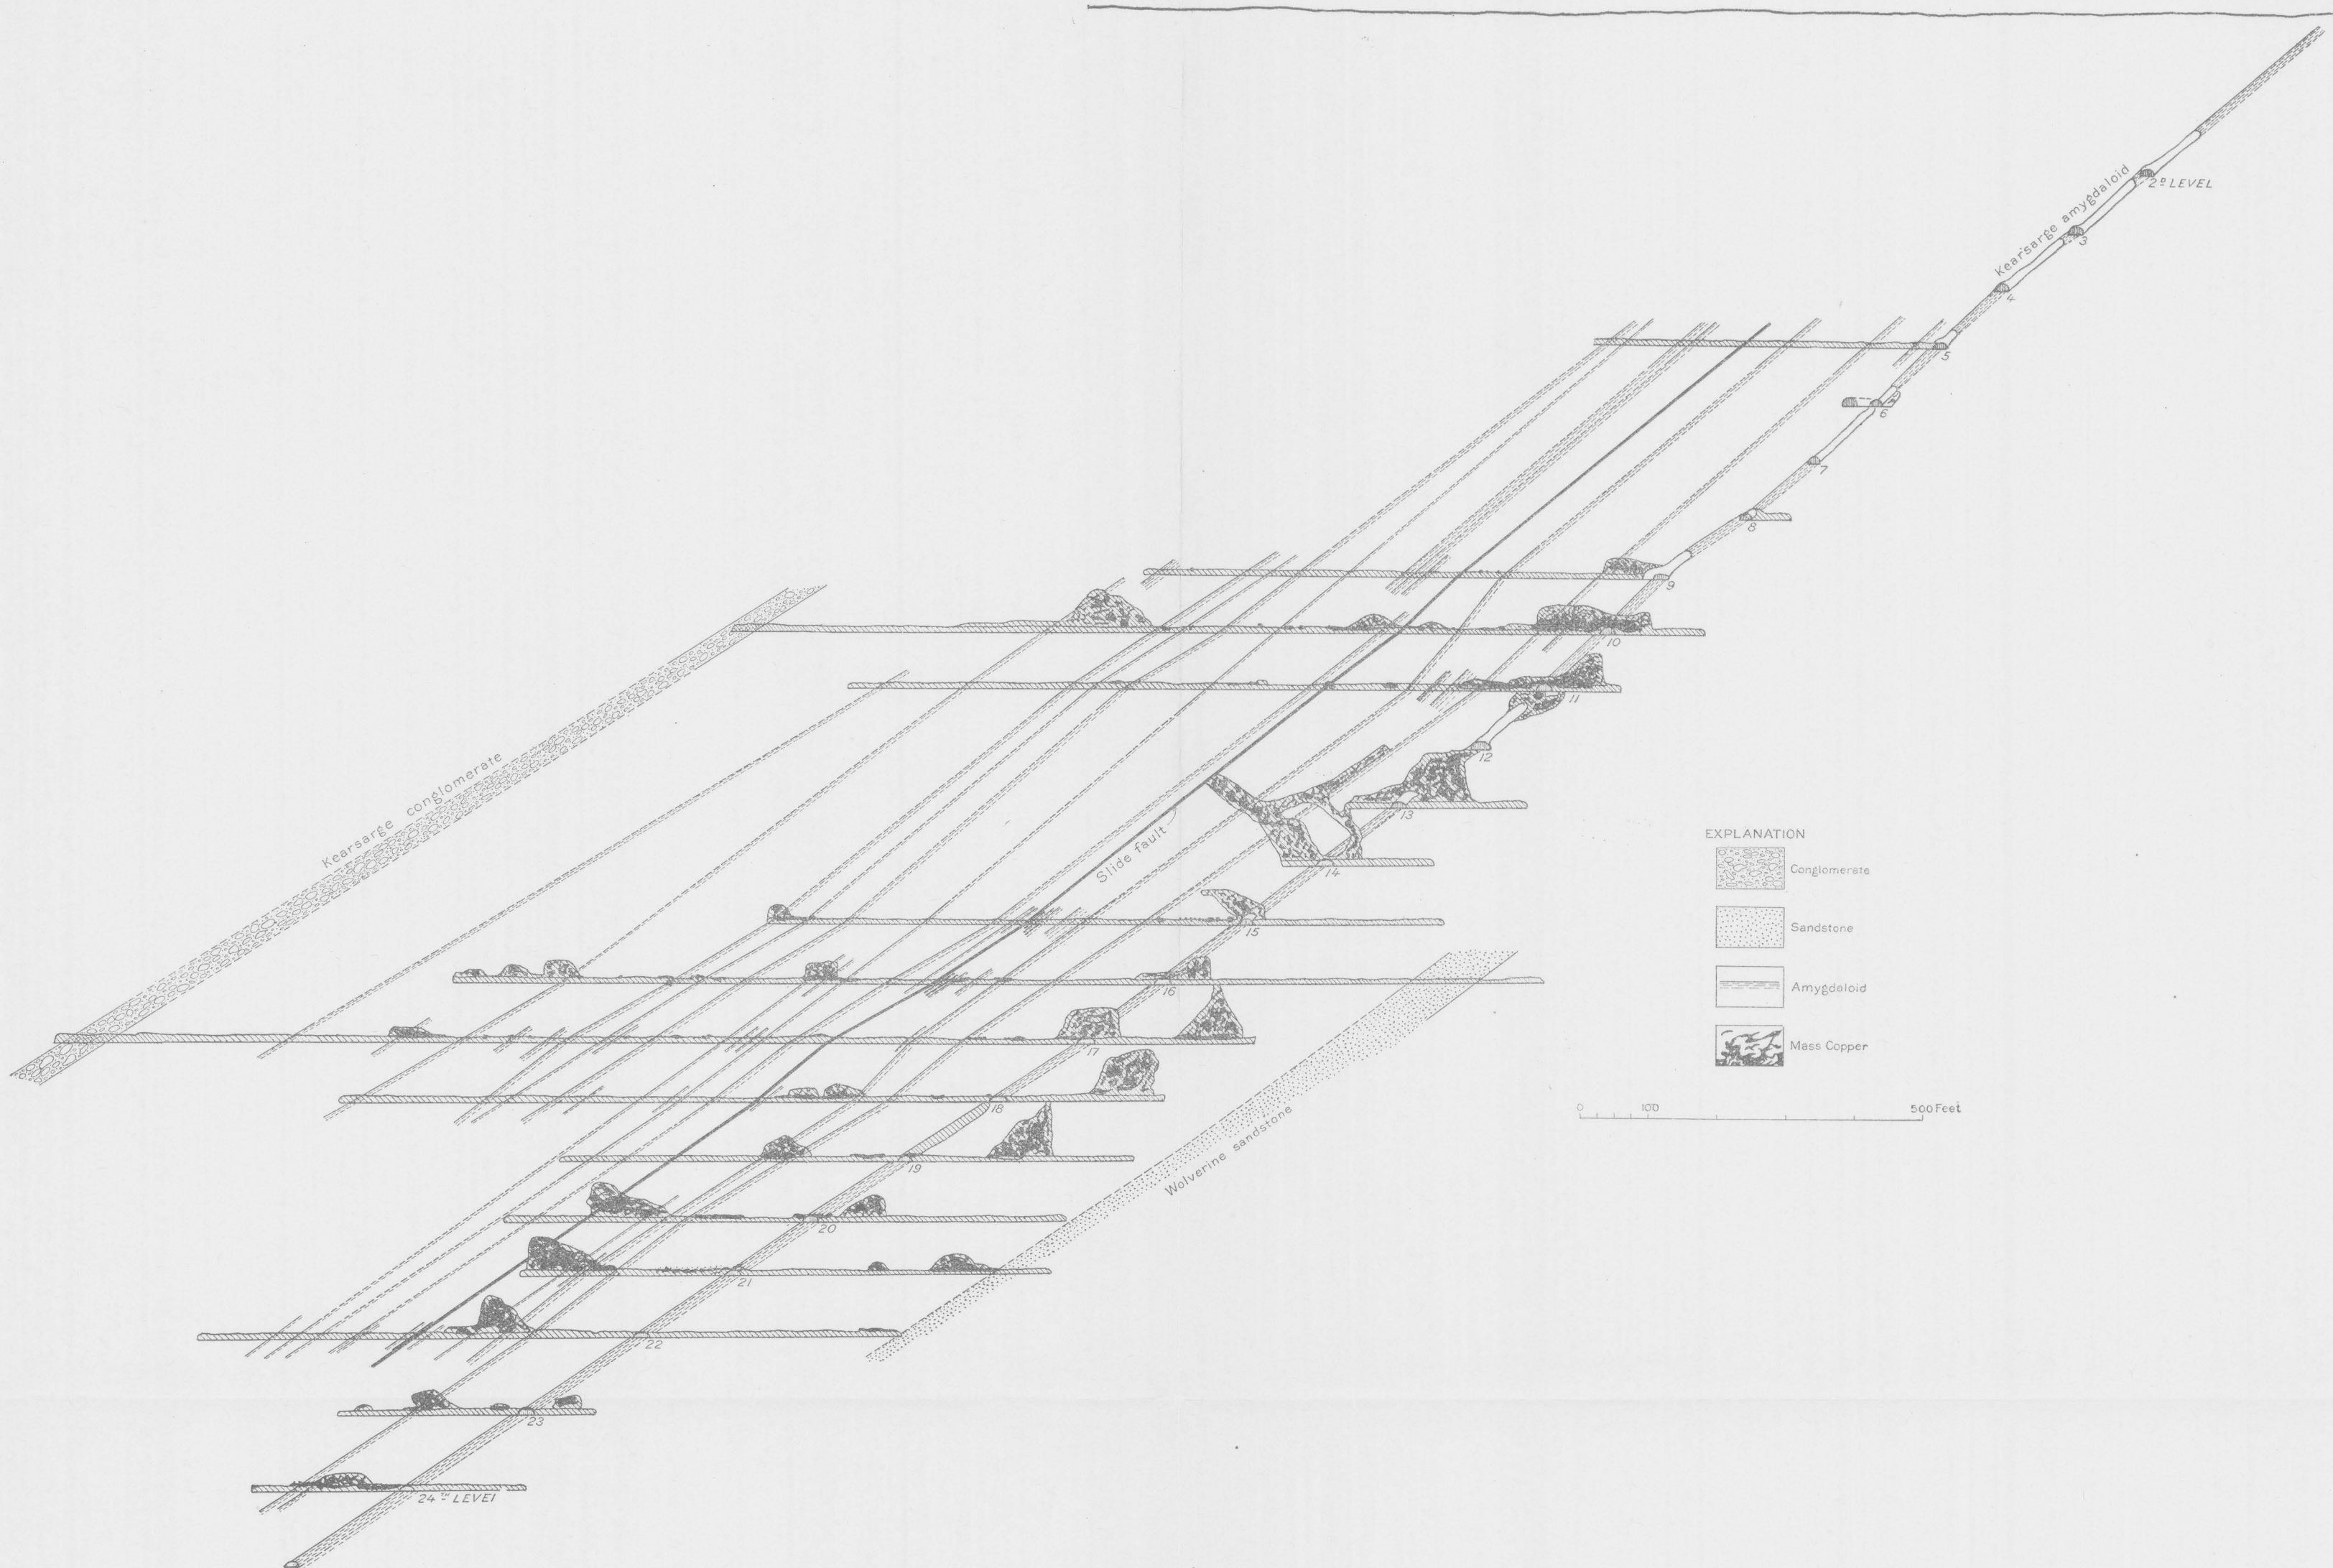 2D LEVEL
Kearsarge amygdaloid
3
4
5
6
7
8
9
10
11
12
13
14
15
16
17
18
19
20
21
22
23
24TH LEVEL
Kearsarge conglomerate
Slide fault
Wolverine sandstone
EXPLANATION
Conglomerate
Sandstone
Amygdaloid
Mass Copper
0 100 500 Feet